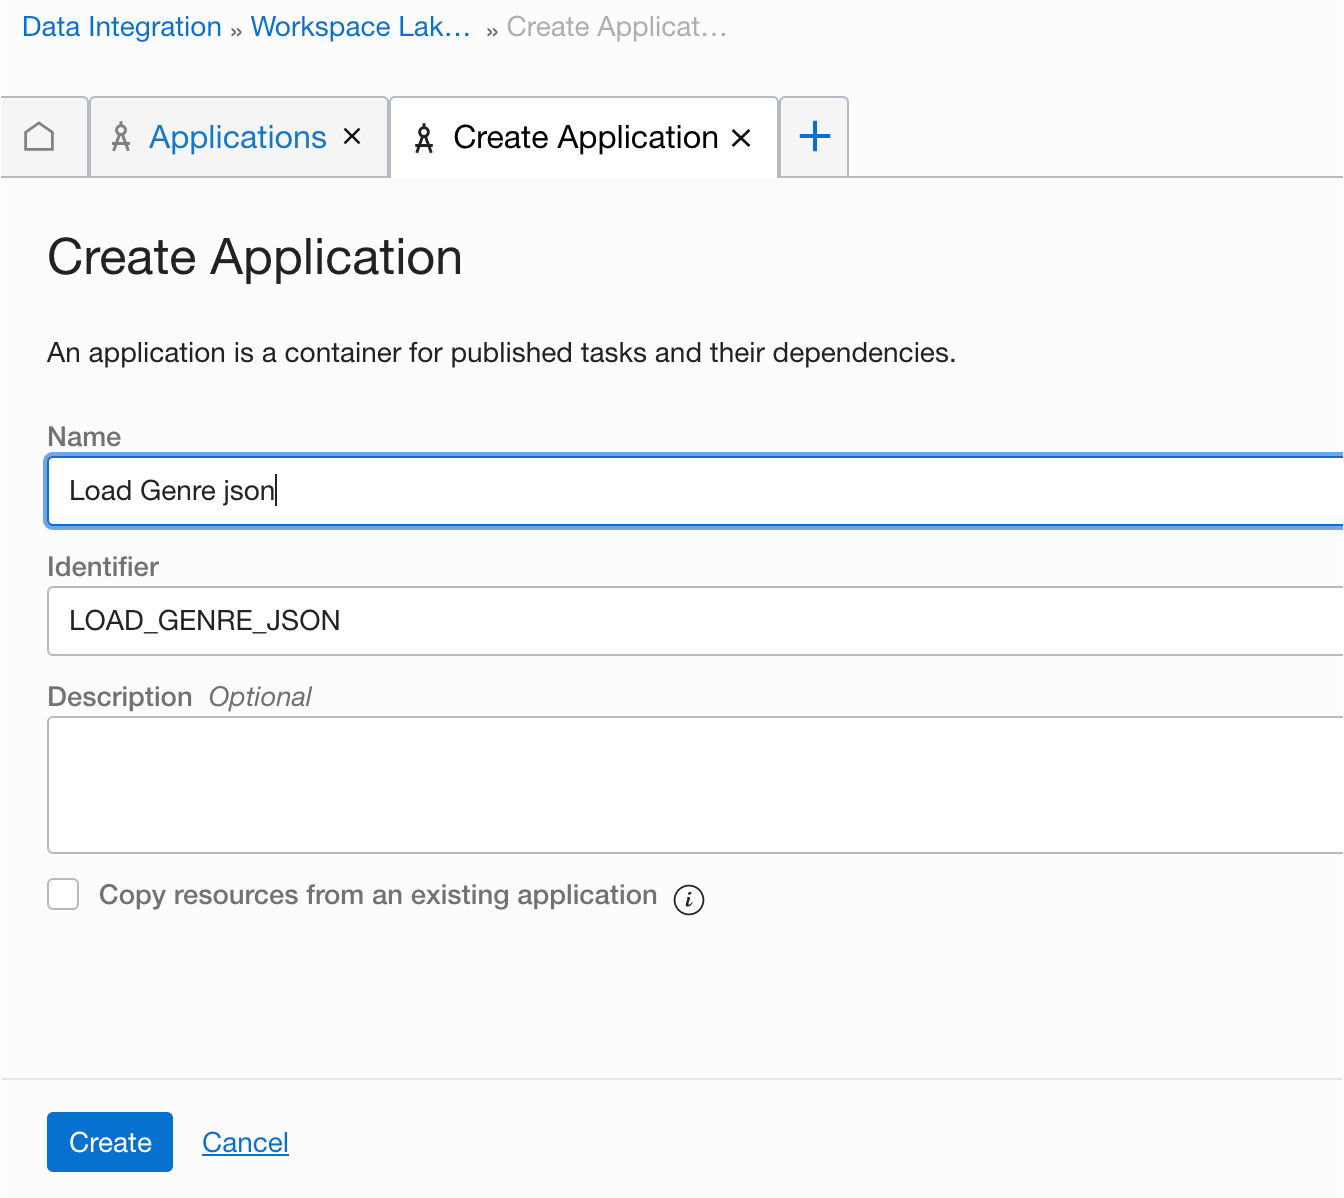 Data Integration » Workspace Lak... » Create Applicat...
Applications × Create Application × +
Create Application
An application is a container for published tasks and their dependencies.
Name
Load Genre json
Identifier
LOAD_GENRE_JSON
Description Optional
Copy resources from an existing application i
Create Cancel